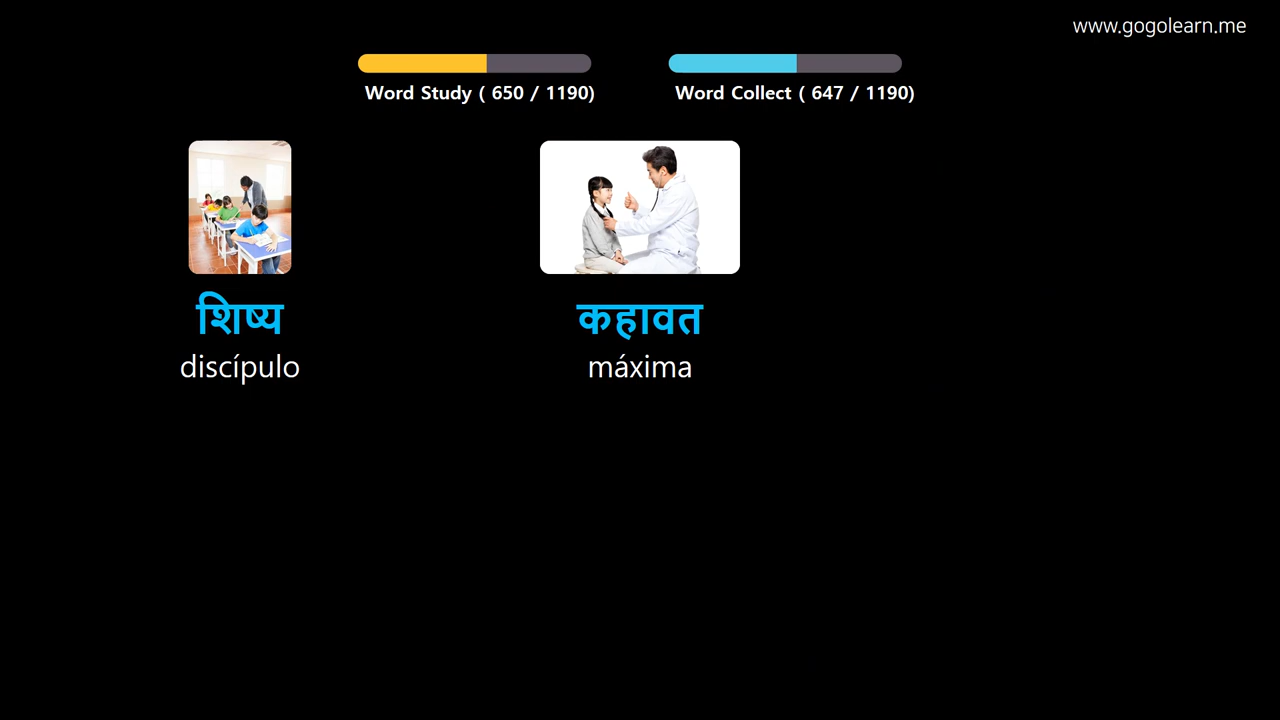 www.gogolearn.me
Word Study ( 650 / 1190)
Word Collect ( 647 / 1190)
शिष्य
discípulo
कहावत
máxima